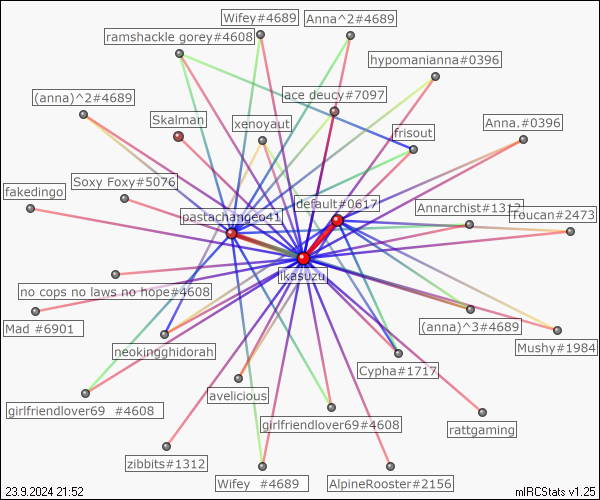 Wifey#4689
Anna^2#4689
ramshackle gorey#4608
hypomanianna#0396
ace deucy#7097
(anna)^2#4689
Skalman
xenoyaut
Anna.#0396
frisout
Soxy Foxy#5076
fakedingo
default#0617
pastachangeo41
Annarchist#1312
Toucan#2473
ikasuzu
no cops no laws no hope#4608
Mad #6901
(anna)^3#4689
neokingghidorah
Mushy#1984
Cypha#1717
avelicious
girlfriendlover69 #4608
girlfriendlover69#4608
rattgaming
zibbits#1312
Wifey #4689
AlpineRooster#2156
23.9.2024 21:52
mIRCStats v1.25